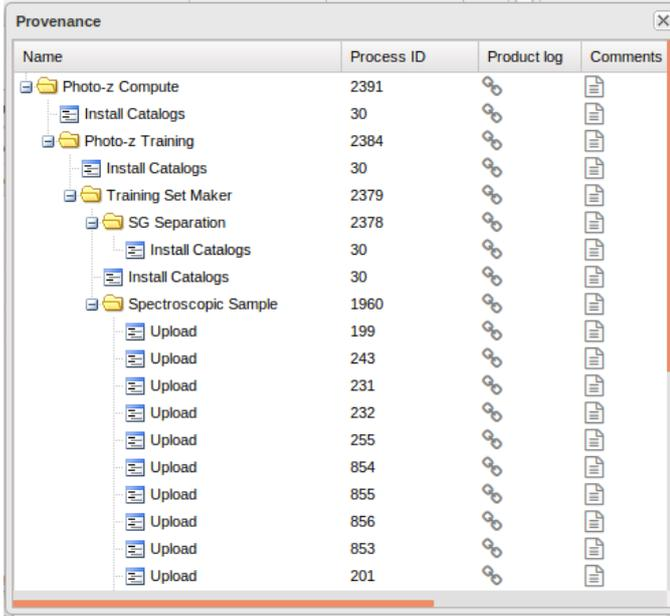 Provenance
Name Process ID Product log Comments
Photo-z Compute 2391
Install Catalogs 30
Photo-z Training 2384
Install Catalogs 30
Training Set Maker 2379
SG Separation 2378
Install Catalogs 30
Install Catalogs 30
Spectroscopic Sample 1960
Upload 199
Upload 243
Upload 231
Upload 232
Upload 255
Upload 854
Upload 855
Upload 856
Upload 853
Upload 201